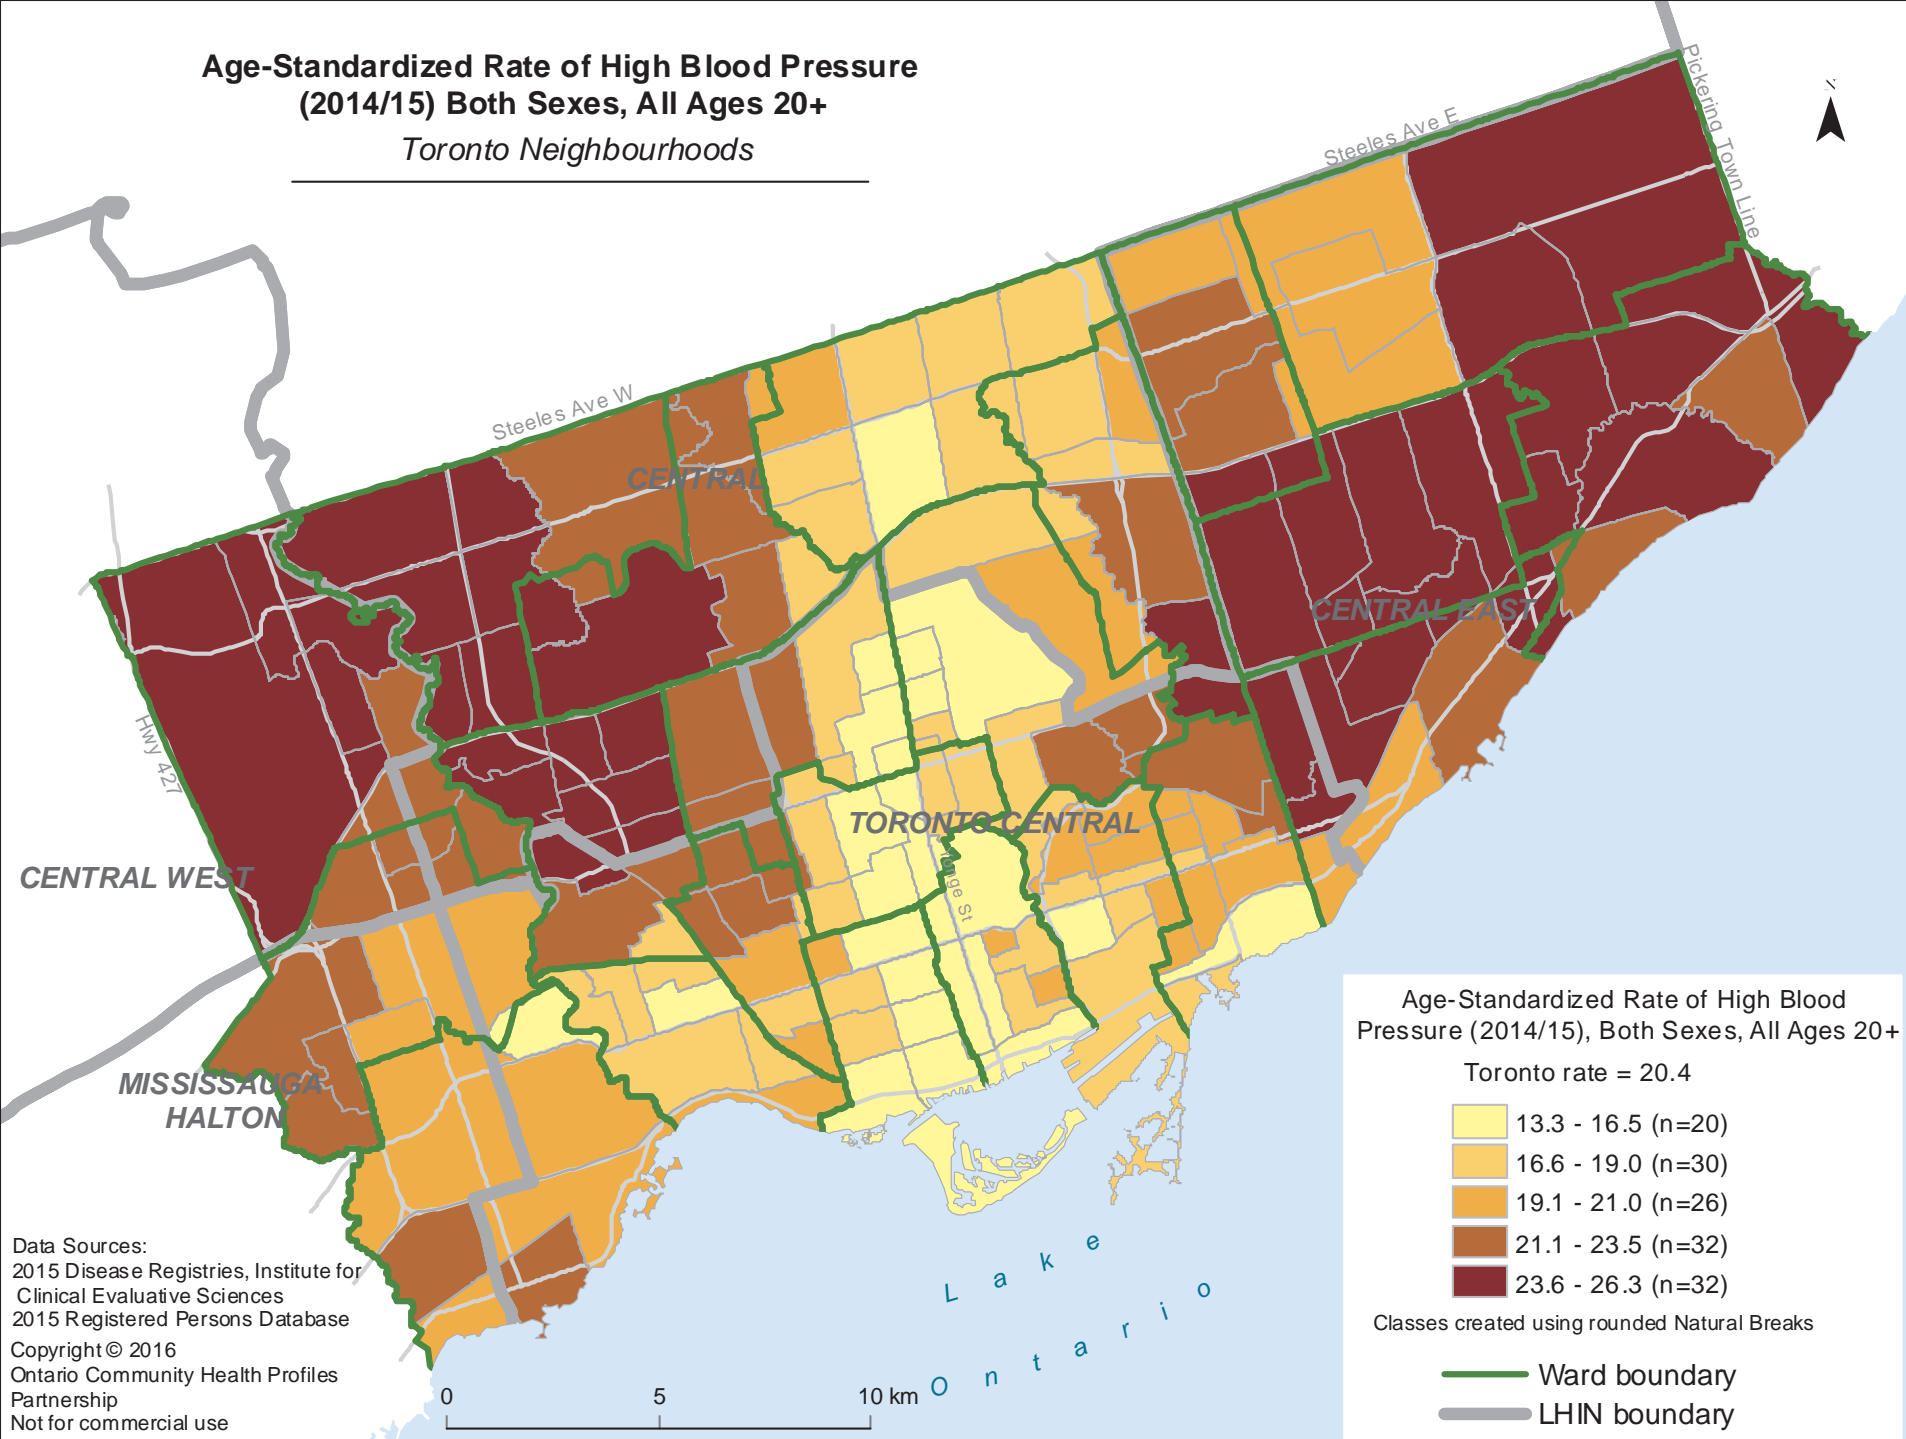 Age-Standardized Rate of High Blood Pressure
(2014/15) Both Sexes, All Ages 20+
Toronto Neighbourhoods
Pickering Town Line
N
Steeles Ave E
Steeles Ave W
CENTRAL
CENTRAL EAST
Hwy 427
TORONTO CENTRAL
Yonge St
CENTRAL WEST
MISSISSAUGA
HALTON
Lake
Ontario
Data Sources:
2015 Disease Registries, Institute for
Clinical Evaluative Sciences
2015 Registered Persons Database
Copyright © 2016
Ontario Community Health Profiles
Partnership
Not for commercial use
0 5 10 km
Age-Standardized Rate of High Blood
Pressure (2014/15), Both Sexes, All Ages 20+
Toronto rate = 20.4
13.3 - 16.5 (n=20)
16.6 - 19.0 (n=30)
19.1 - 21.0 (n=26)
21.1 - 23.5 (n=32)
23.6 - 26.3 (n=32)
Classes created using rounded Natural Breaks
Ward boundary
LHIN boundary